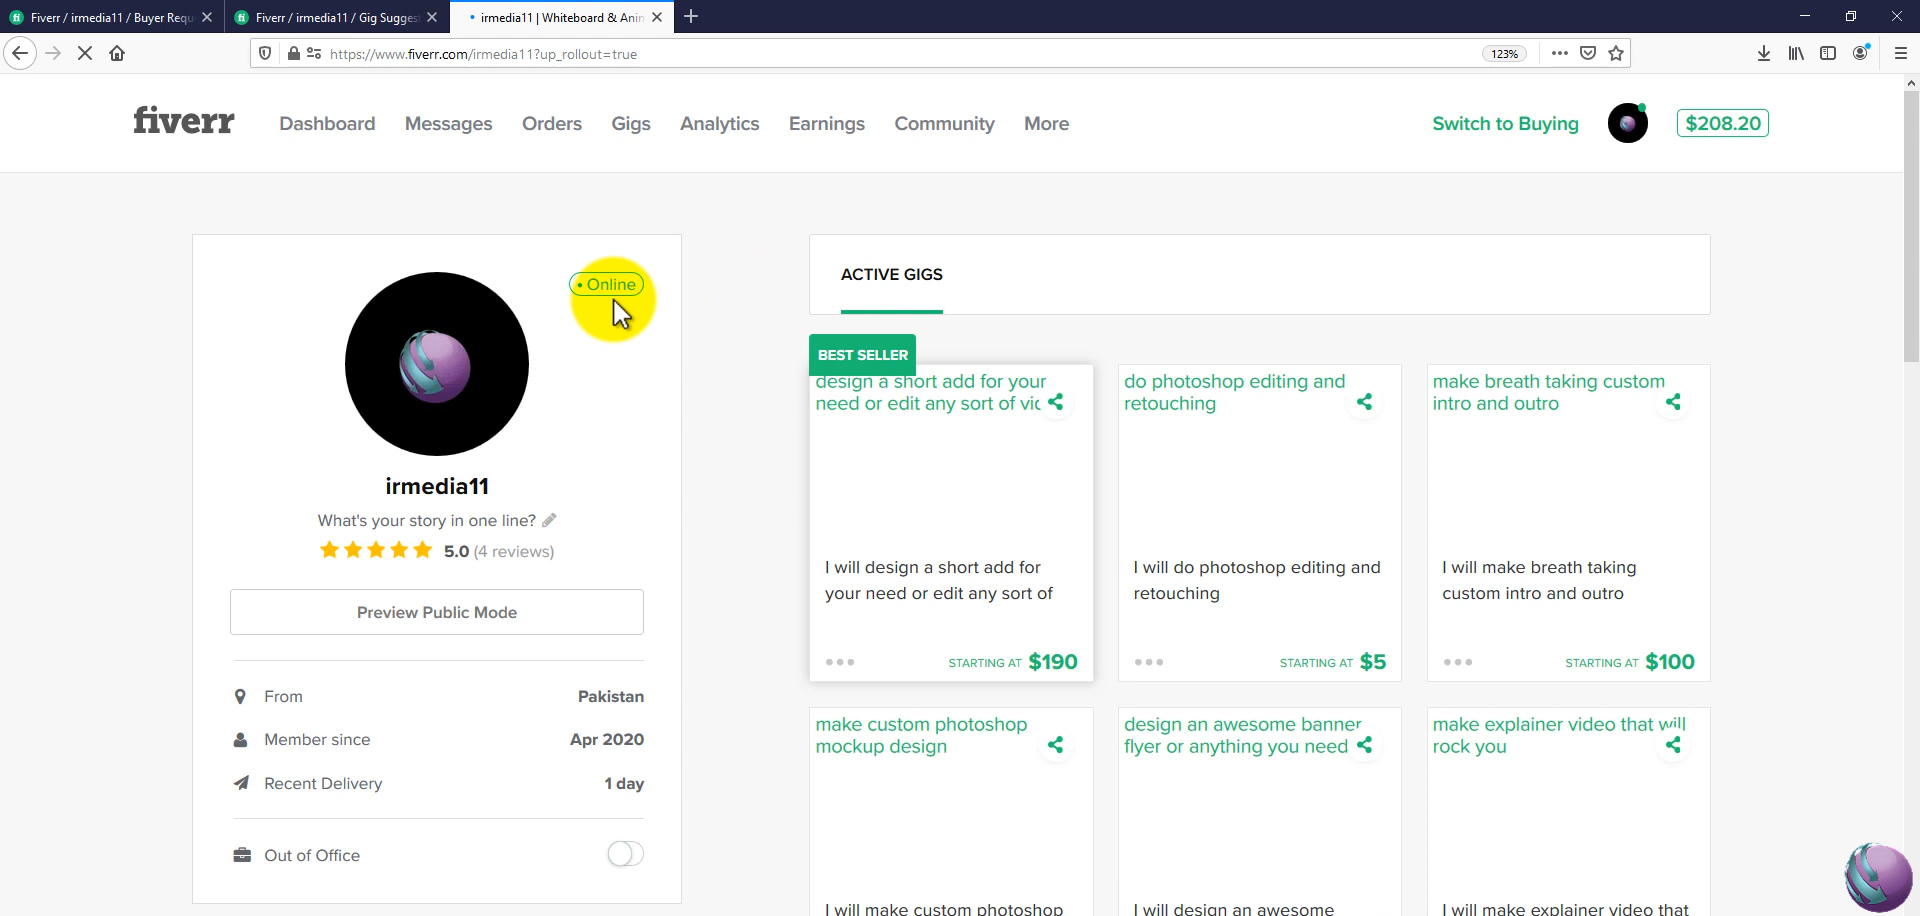 Fiverr / irmedia11 / Buyer Requ
Fiverr / irmedia11 / Gig Suggest
irmedia11 | Whiteboard & Anim
https://www.fiverr.com/irmedia11?up_rollout=true
123%
fiverr
Dashboard
Messages
Orders
Gigs
Analytics
Earnings
Community
More
Switch to Buying
$208.20
• Online
irmedia11
What's your story in one line?
5.0 (4 reviews)
Preview Public Mode
From
Pakistan
Member since
Apr 2020
Recent Delivery
1 day
Out of Office
ACTIVE GIGS
BEST SELLER
design a short add for your
need or edit any sort of vid
I will design a short add for
your need or edit any sort of
STARTING AT $190
do photoshop editing and
retouching
I will do photoshop editing and
retouching
STARTING AT $5
make breath taking custom
intro and outro
I will make breath taking
custom intro and outro
STARTING AT $100
make custom photoshop
mockup design
I will make custom photoshop
design an awesome banner
flyer or anything you need
I will design an awesome
make explainer video that will
rock you
I will make explainer video that